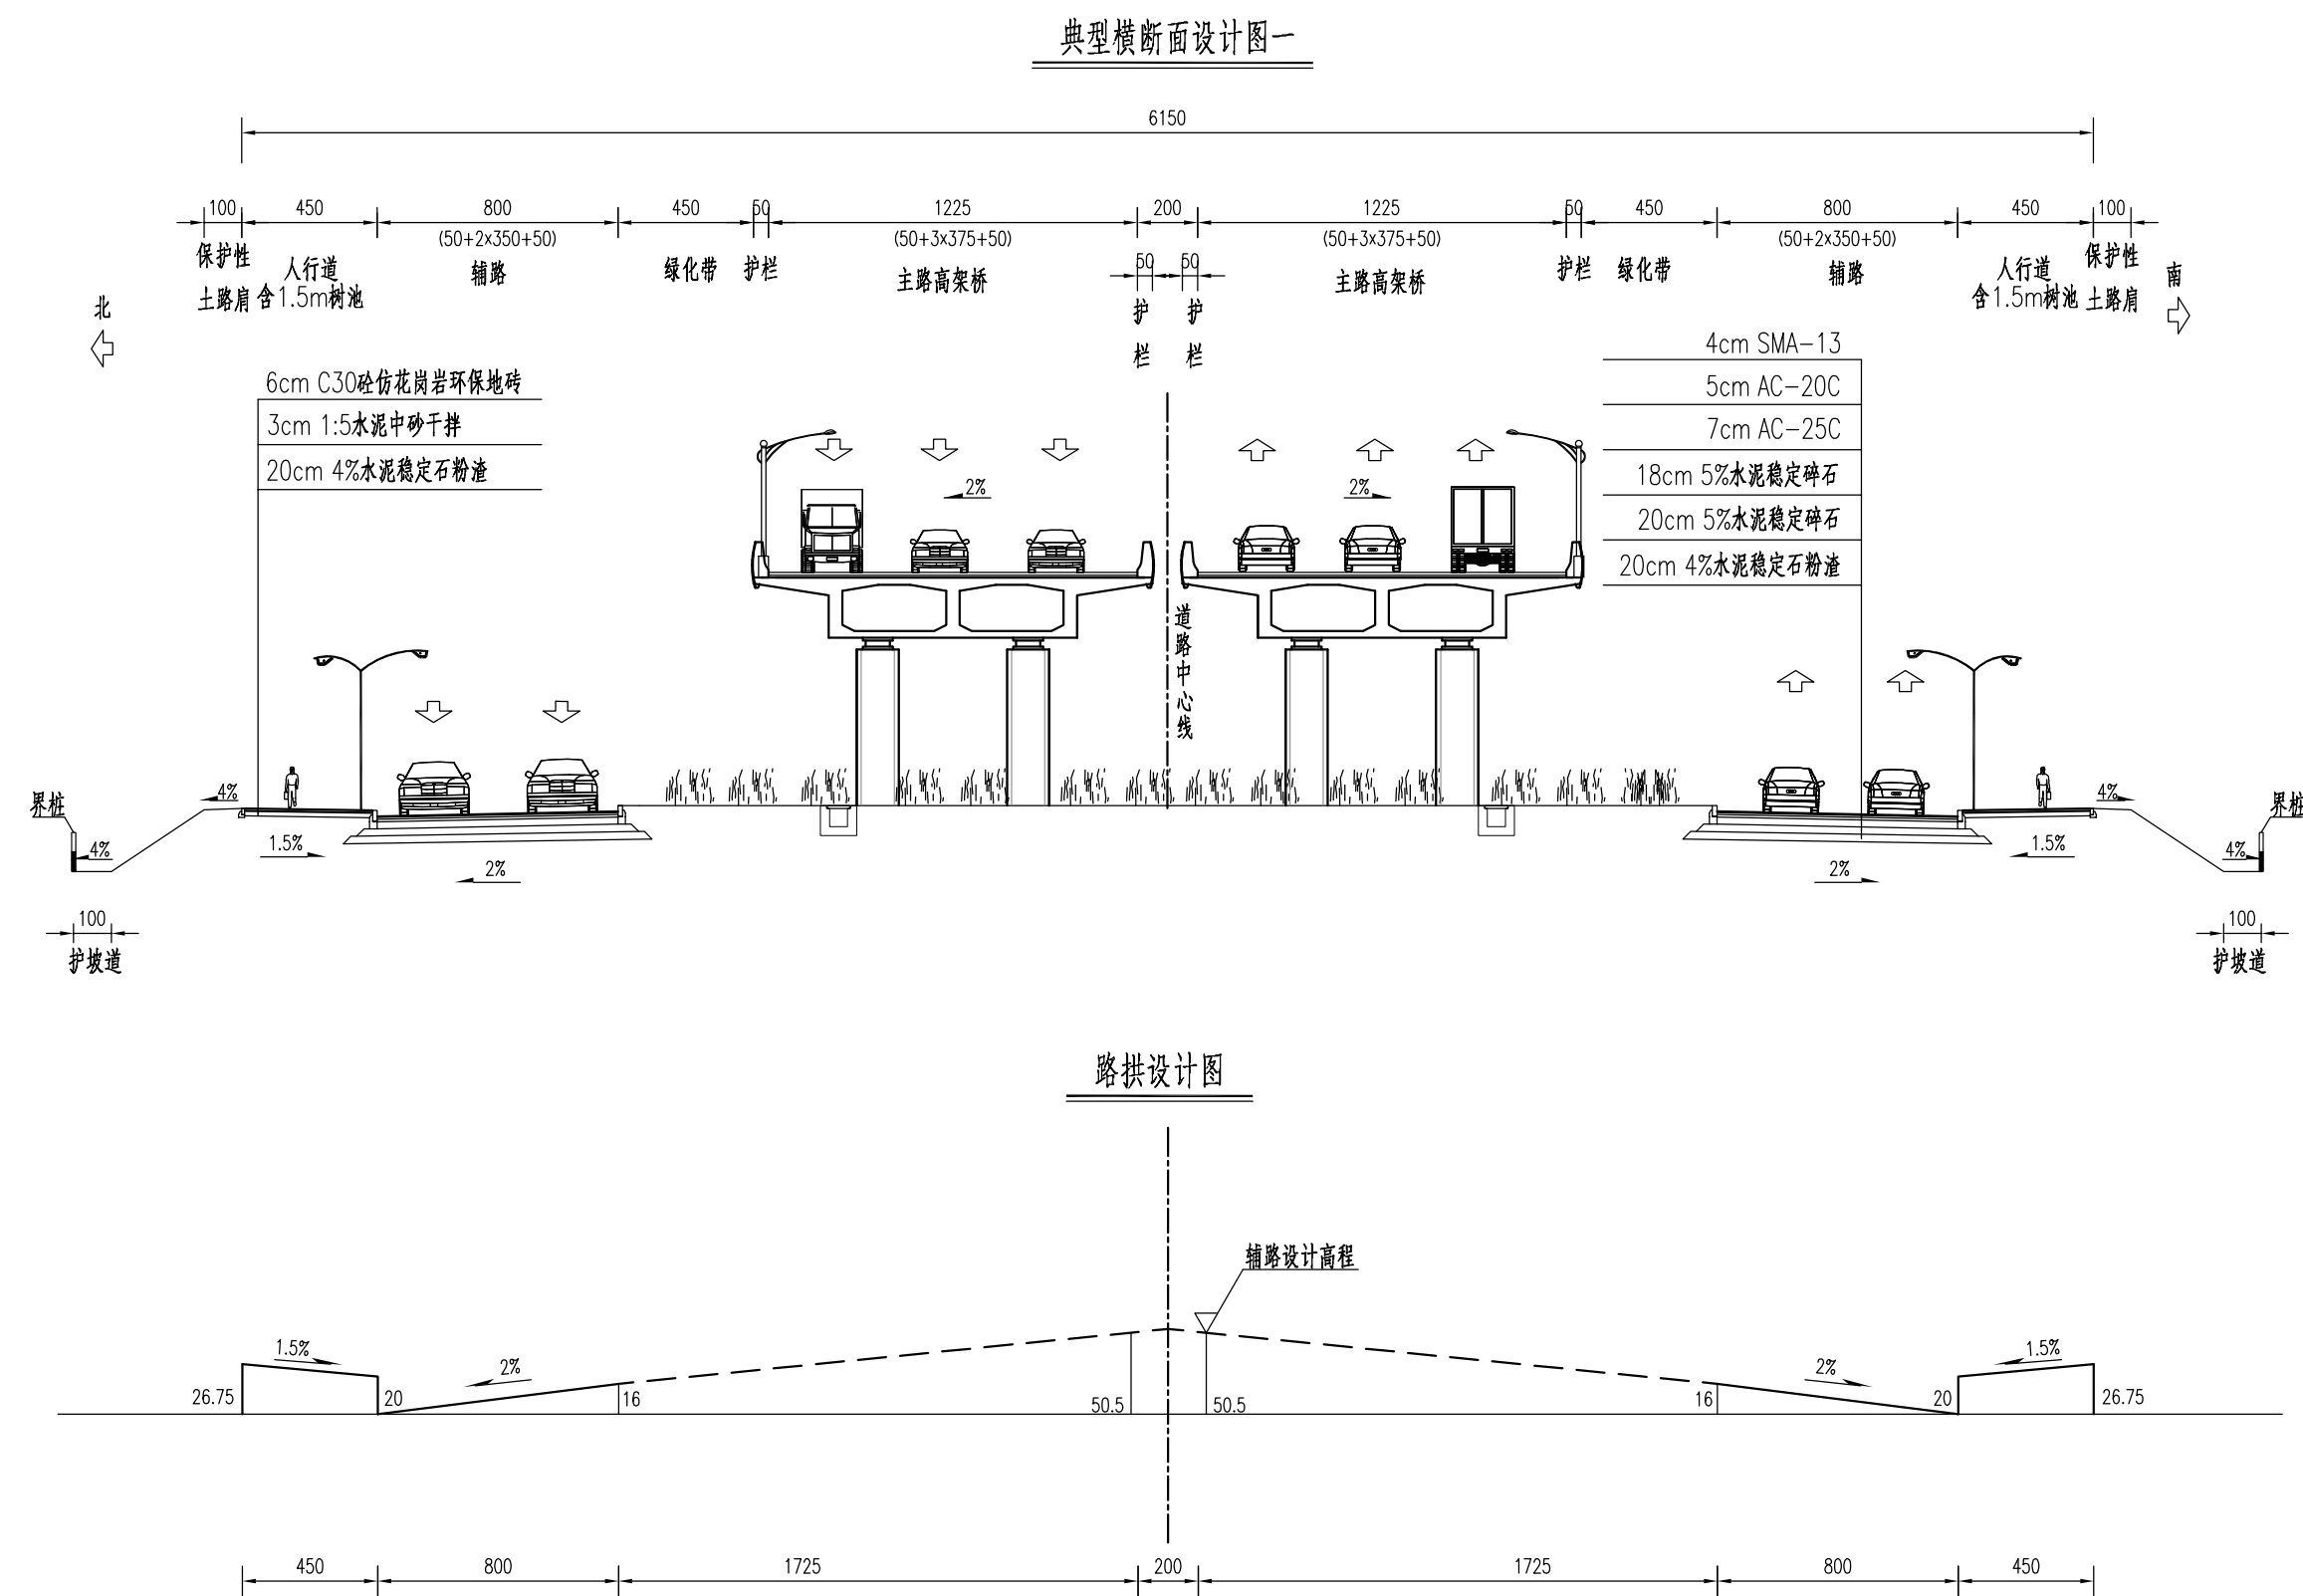 典型横断面设计图一
6150
100 450 800 450 50 1225 200 1225 50 450 800 450 100
(50+2x350+50) (50+3x375+50) (50+3x375+50) (50+2x350+50)
保护性 人行道 辅路 绿化带 护栏 主路高架桥 50 50 主路高架桥 护栏 绿化带 辅路 人行道 保护性
土路肩 含1.5m树池 护栏 护栏 含1.5m树池 土路肩
北 南
6cm C30砼仿花岗岩环保地砖
3cm 1:5水泥中砂干拌
20cm 4%水泥稳定石粉渣
4cm SMA-13
5cm AC-20C
7cm AC-25C
18cm 5%水泥稳定碎石
20cm 5%水泥稳定碎石
20cm 4%水泥稳定石粉渣
2% 2%
道路中心线
界桩 4% 4% 界桩
4% 1.5% 1.5% 4%
2% 2%
100 100
护坡道 护坡道
路拱设计图
辅路设计高程
1.5% 2% 2% 1.5%
26.75 20 16 50.5 50.5 16 20 26.75
450 800 1725 200 1725 800 450